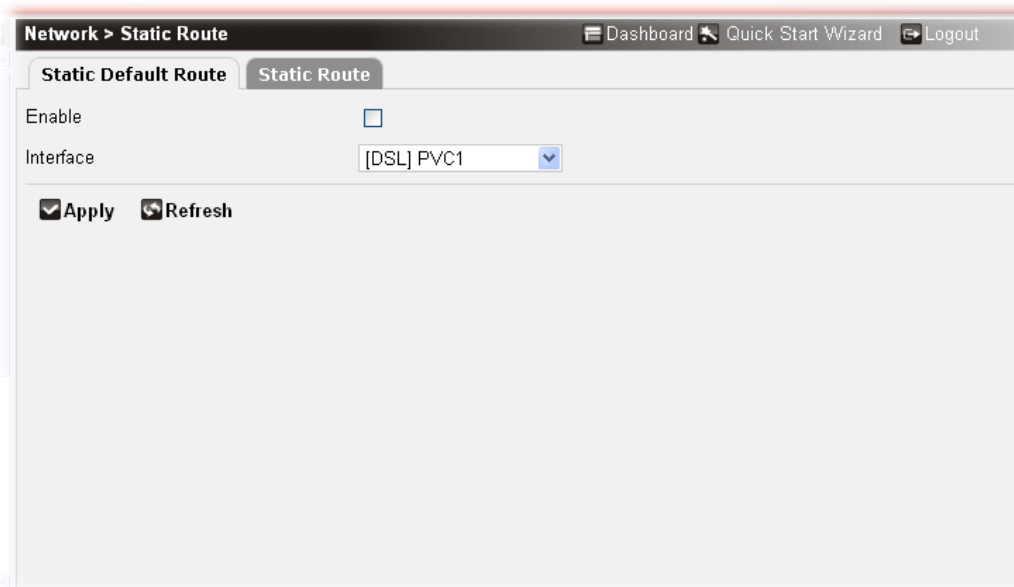 Network > Static Route
Dashboard Quick Start Wizard Logout
Static Default Route Static Route
Enable
Interface [DSL] PVC1
Apply Refresh